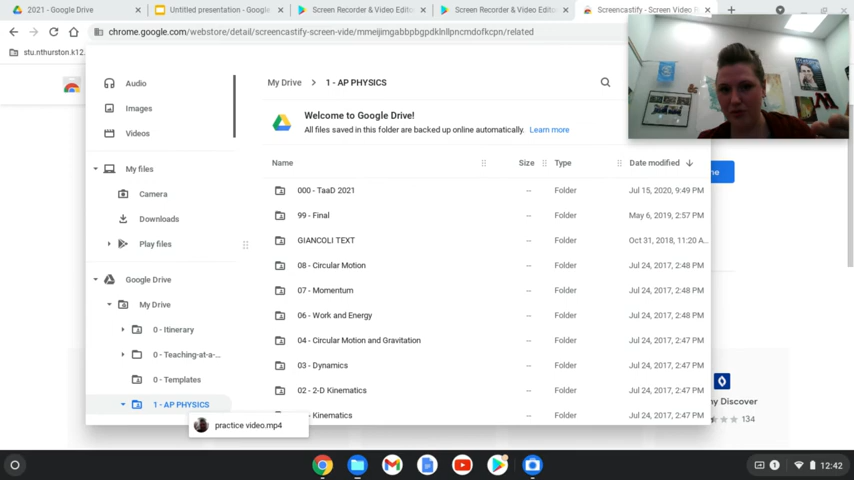 2021 - Google Drive
Untitled presentation - Google
Screen Recorder & Video Editor
Screen Recorder & Video Editor
Screencastify - Screen Video R
chrome.google.com/webstore/detail/screencastify-screen-vide/mmeijimgabbpbgpdklnllpncmdofkcpn/related
stu.nthurston.k12.
Audio
Images
Videos
My files
Camera
Downloads
Play files
Google Drive
My Drive
0 - Itinerary
0 - Teaching-at-a-...
0 - Templates
1 - AP PHYSICS
My Drive > 1 - AP PHYSICS
Welcome to Google Drive!
All files saved in this folder are backed up online automatically. Learn more
Name Size Type Date modified
000 - TaaD 2021 -- Folder Jul 15, 2020, 9:49 PM
99 - Final -- Folder May 6, 2019, 2:57 PM
GIANCOLI TEXT -- Folder Oct 31, 2018, 11:20 A...
08 - Circular Motion -- Folder Jul 24, 2017, 2:48 PM
07 - Momentum -- Folder Jul 24, 2017, 2:48 PM
06 - Work and Energy -- Folder Jul 24, 2017, 2:48 PM
04 - Circular Motion and Gravitation -- Folder Jul 24, 2017, 2:47 PM
03 - Dynamics -- Folder Jul 24, 2017, 2:47 PM
02 - 2-D Kinematics -- Folder Jul 24, 2017, 2:47 PM
- Kinematics -- Folder Jul 24, 2017, 2:47 PM
practice video.mp4
me
ny Discover
134
1
12:42